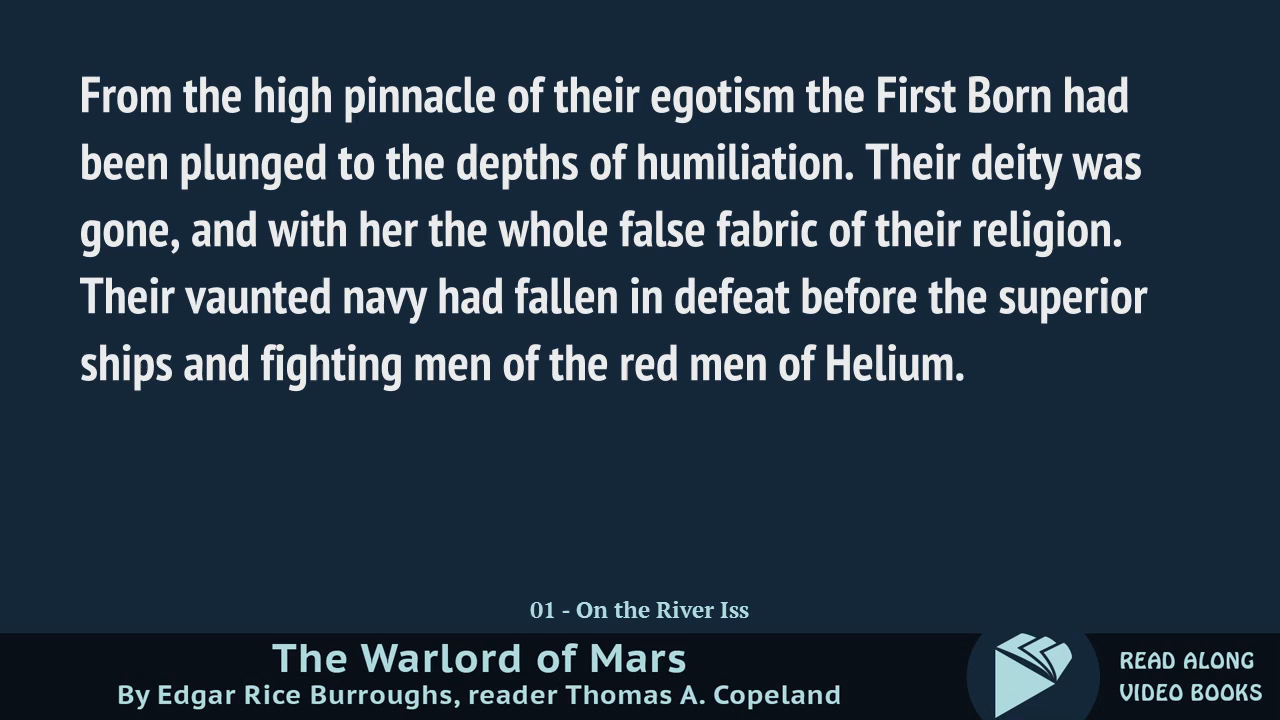 From the high pinnacle of their egotism the First Born had
been plunged to the depths of humiliation. Their deity was
gone, and with her the whole false fabric of their religion.
Their vaunted navy had fallen in defeat before the superior
ships and fighting men of the red men of Helium.
01 - On the River Iss
The Warlord of Mars
By Edgar Rice Burroughs, reader Thomas A. Copeland
READ ALONG
VIDEO BOOKS